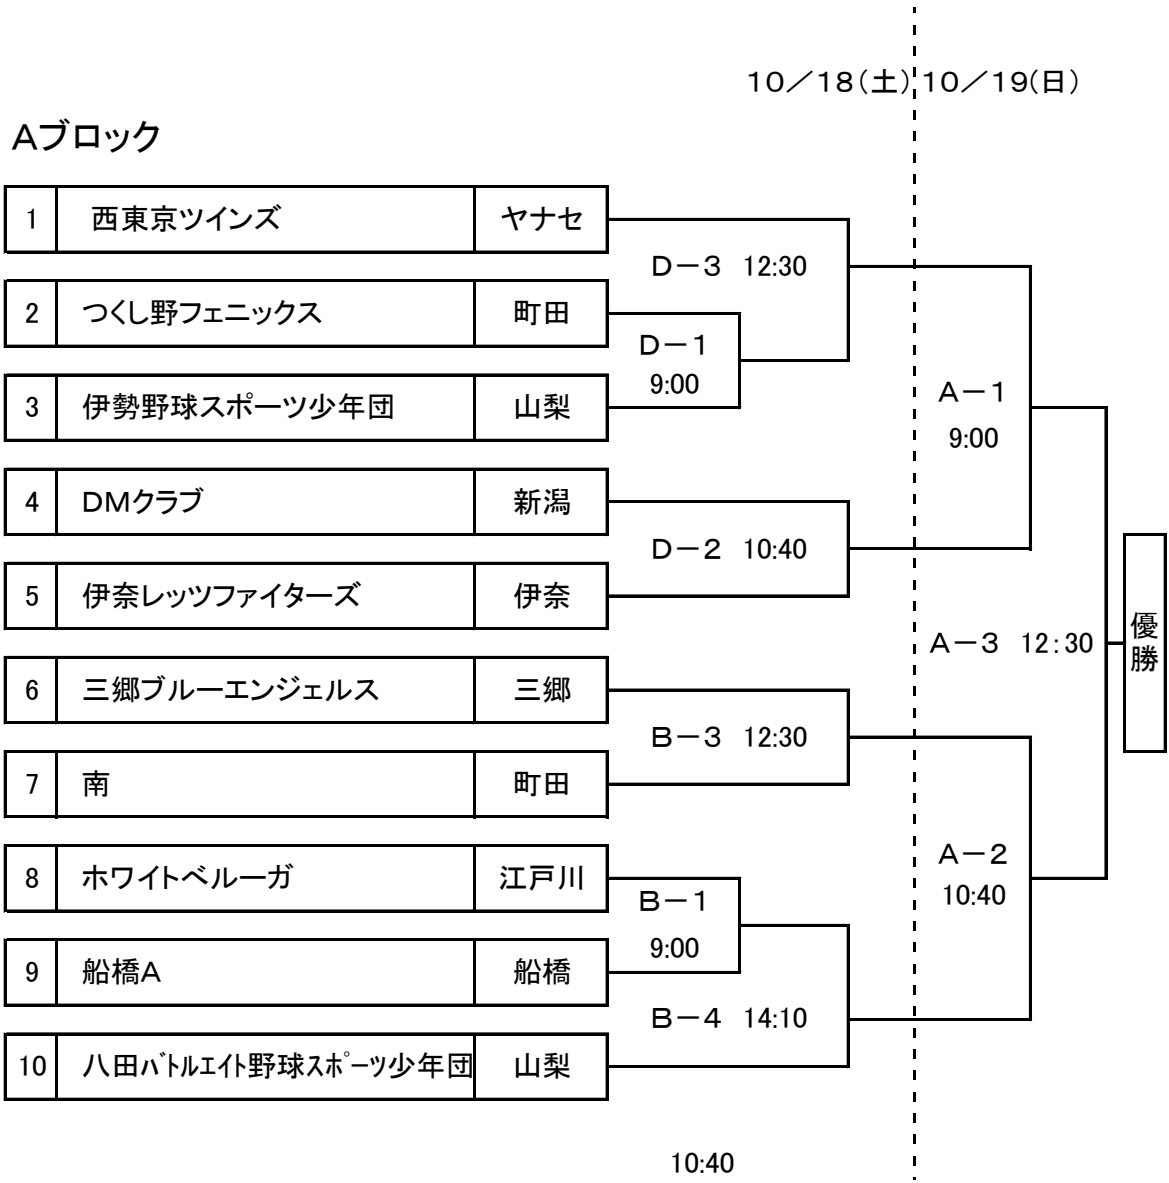 10／18（土） 10／19(日）
Aブロック
1 西東京ツインズ ヤナセ
D－3 12:30
2 つくし野フェニックス 町田
D－1
9:00
3 伊勢野球スポーツ少年団 山梨
A－1
9:00
4 DMクラブ 新潟
D－2 10:40
5 伊奈レッツファイターズ 伊奈
A－3 12:30
優勝
6 三郷ブルーエンジェルス 三郷
B－3 12:30
7 南 町田
A－2
10:40
8 ホワイトベルーガ 江戸川
B－1
9:00
9 船橋A 船橋
B－4 14:10
10 八田ﾊﾞﾄﾙｴｲﾄ野球ｽﾎﾟｰﾂ少年団 山梨
10:40